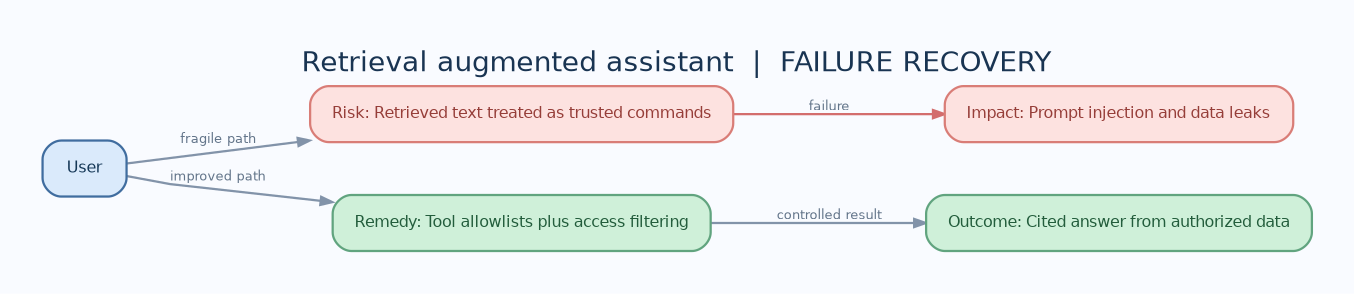 Retrieval augmented assistant | FAILURE RECOVERY
Risk: Retrieved text treated as trusted commands
failure
Impact: Prompt injection and data leaks
fragile path
User
improved path
Remedy: Tool allowlists plus access filtering
controlled result
Outcome: Cited answer from authorized data